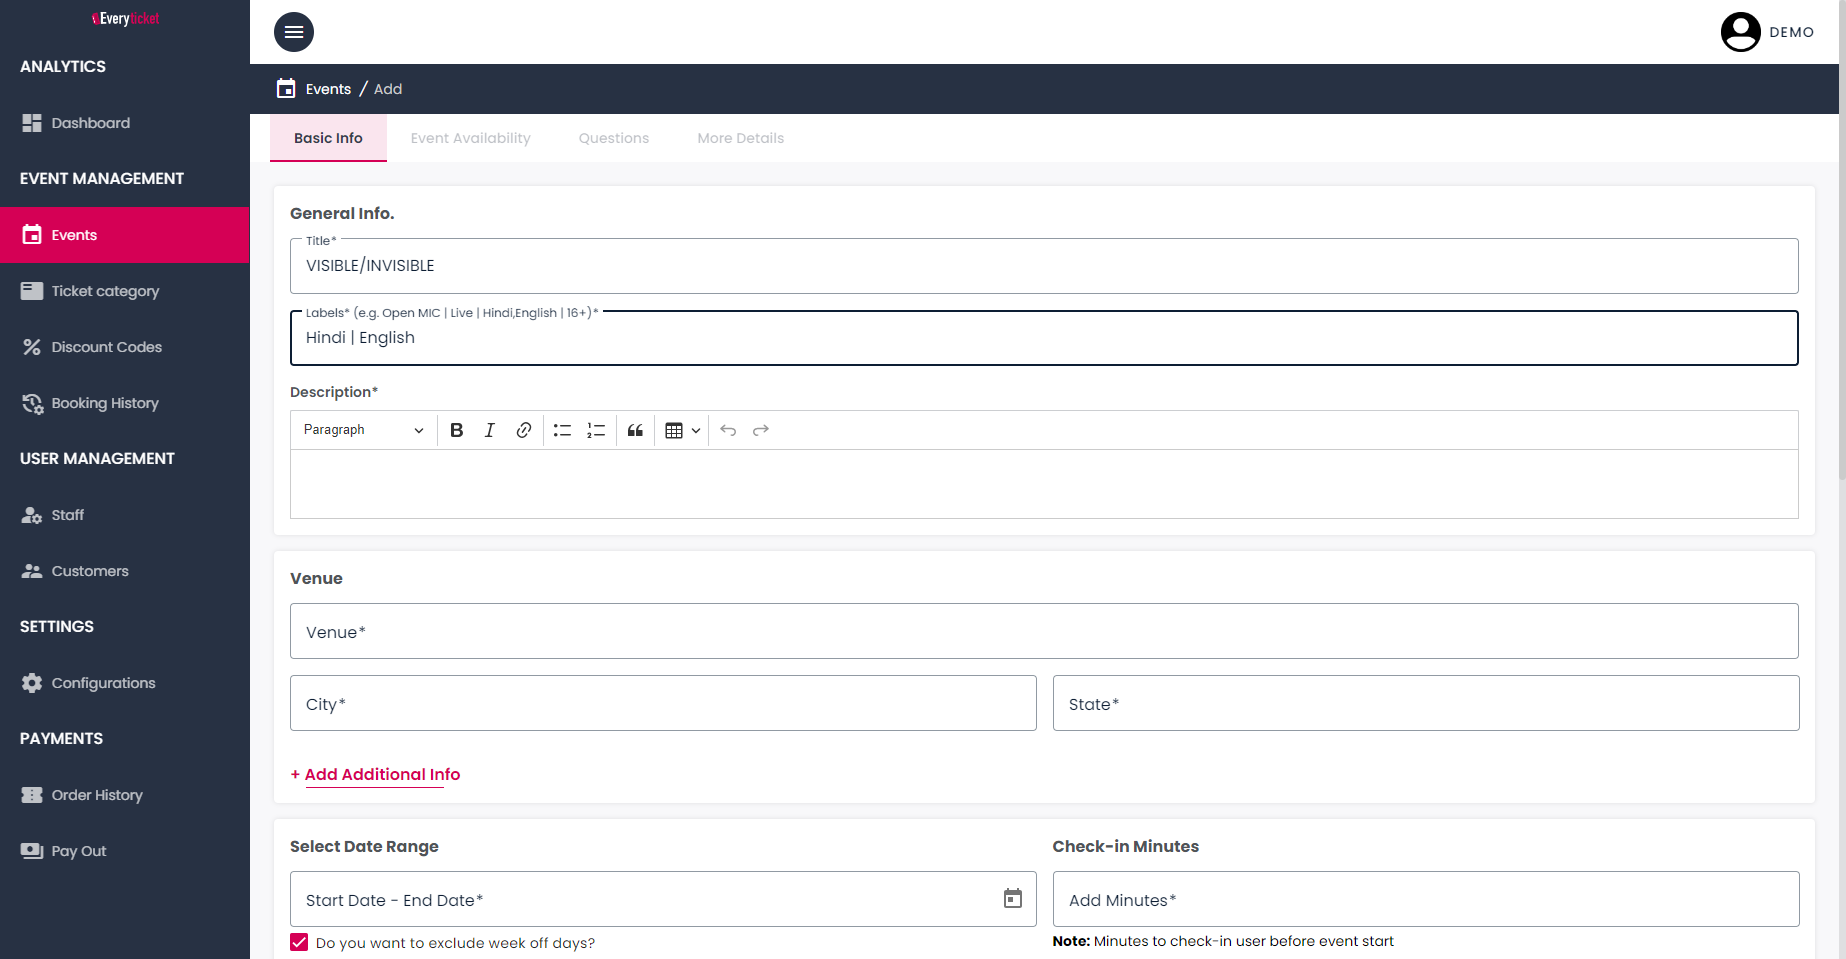 Everyticket
ANALYTICS
Dashboard
EVENT MANAGEMENT
Events
Ticket category
Discount Codes
Booking History
USER MANAGEMENT
Staff
Customers
SETTINGS
Configurations
PAYMENTS
Order History
Pay Out
DEMO
Events / Add
Basic Info Event Availability Questions More Details
General Info.
Title*
VISIBLE/INVISIBLE
Labels* (e.g. Open MIC | Live | Hindi,English | 16+)*
Hindi | English
Description*
Paragraph
Venue
Venue*
City* State*
+ Add Additional Info
Select Date Range Check-in Minutes
Start Date - End Date* Add Minutes*
Do you want to exclude week off days? Note: Minutes to check-in user before event start